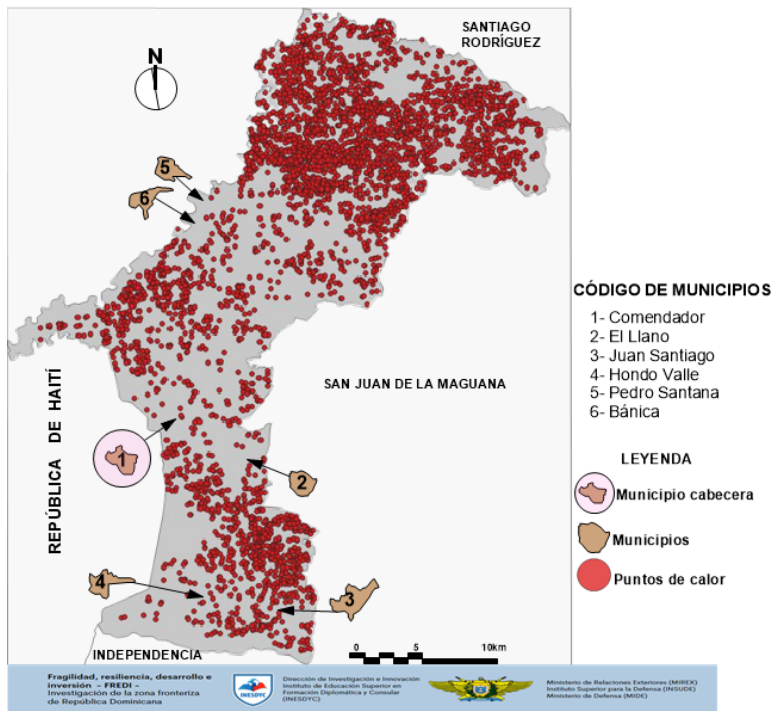 SANTIAGO
RODRÍGUEZ
N
5
6
REPÚBLICA DE HAITÍ
SAN JUAN DE LA MAGUANA
1
2
4
3
INDEPENDENCIA
0 5 10km
CÓDIGO DE MUNICIPIOS
1- Comendador
2- El Llano
3- Juan Santiago
4- Hondo Valle
5- Pedro Santana
6- Bánica
LEYENDA
Municipio cabecera
Municipios
Puntos de calor
Fragilidad, resiliencia, desarrollo e
inversión - FREDI -
Investigación de la zona fronteriza
de República Dominicana
INESDYC
Dirección de Investigación e Innovación
Instituto de Educación Superior en
Formación Diplomática y Consular
(INESDYC)
Ministerio de Relaciones Exteriores (MIREX)
Instituto Superior para la Defensa (INSUDE)
Ministerio de Defensa (MIDE)